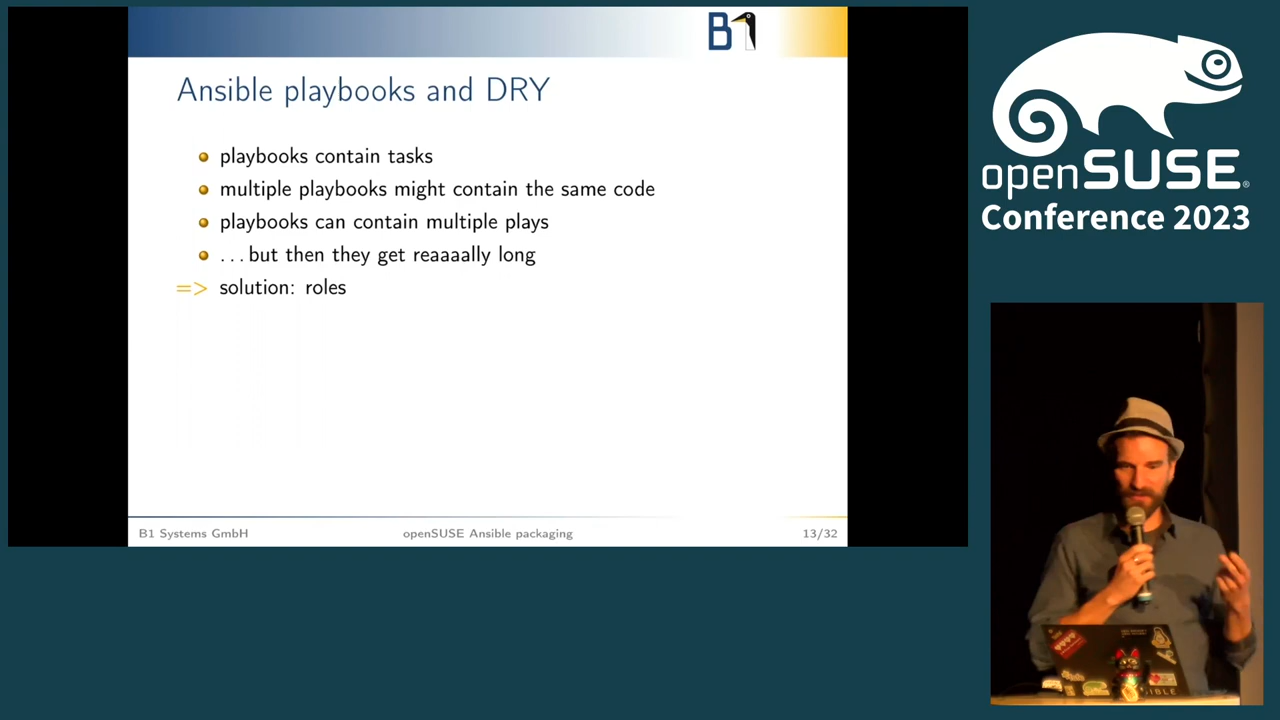 B1
Ansible playbooks and DRY
playbooks contain tasks
multiple playbooks might contain the same code
playbooks can contain multiple plays
...but then they get reaaaally long
=> solution: roles
B1 Systems GmbH
openSUSE Ansible packaging
13/32
openSUSE®
Conference 2023